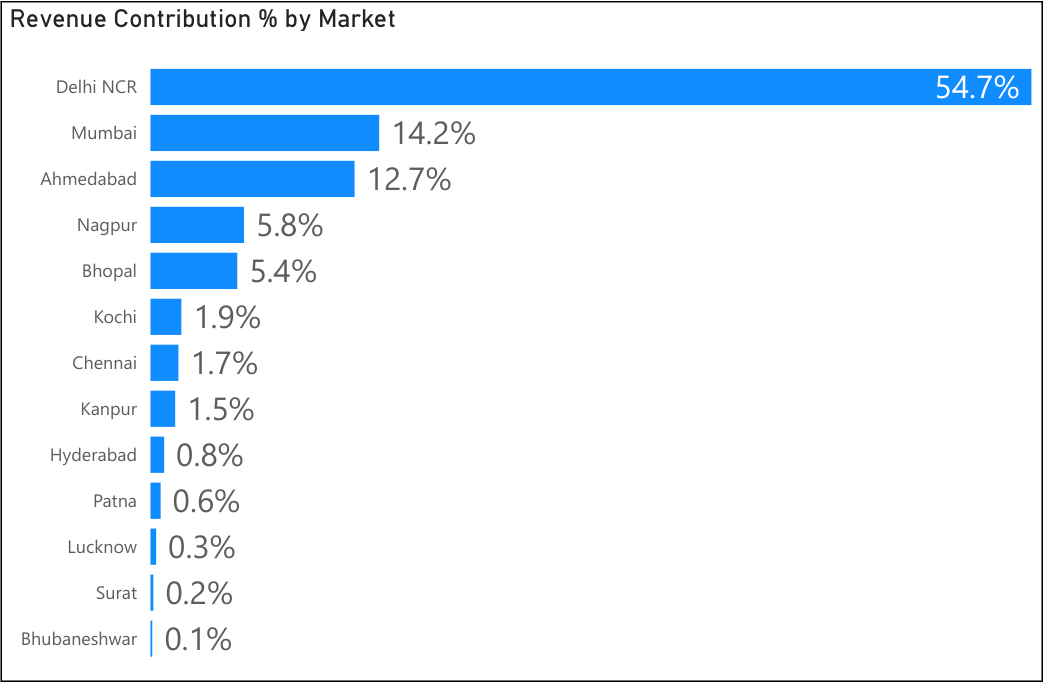 Revenue Contribution % by Market
Delhi NCR 54.7%
Mumbai 14.2%
Ahmedabad 12.7%
Nagpur 5.8%
Bhopal 5.4%
Kochi 1.9%
Chennai 1.7%
Kanpur 1.5%
Hyderabad 0.8%
Patna 0.6%
Lucknow 0.3%
Surat 0.2%
Bhubaneshwar 0.1%